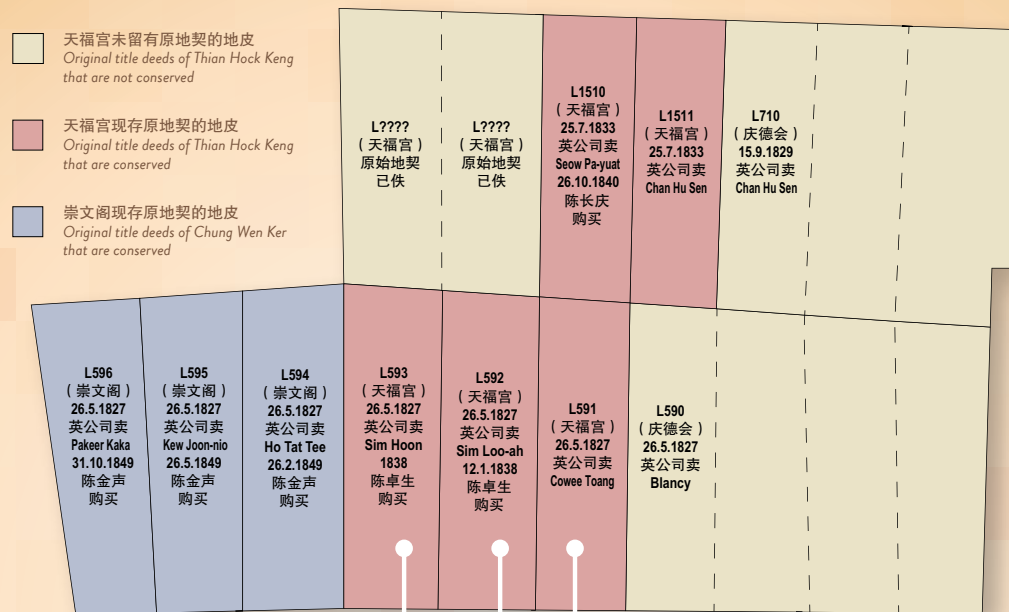 天福宫未留有原地契的地皮
Original title deeds of Thian Hock Keng
that are not conserved
天福宫现存原地契的地皮
Original title deeds of Thian Hock Keng
that are conserved
崇文阁现存原地契的地皮
Original title deeds of Chung Wen Ker
that are conserved
L????
( 天福宫 )
原始地契
已佚
L????
( 天福宫 )
原始地契
已佚
L1510
( 天福宫 )
25.7.1833
英公司卖
Seow Pa-yuat
26.10.1840
陈长庆
购买
L1511
( 天福宫 )
25.7.1833
英公司卖
Chan Hu Sen
L710
( 庆德会 )
15.9.1829
英公司卖
Chan Hu Sen
L596
( 崇文阁 )
26.5.1827
英公司卖
Pakeer Kaka
31.10.1849
陈金声
购买
L595
( 崇文阁 )
26.5.1827
英公司卖
Kew Joon-nio
26.5.1849
陈金声
购买
L594
( 崇文阁 )
26.5.1827
英公司卖
Ho Tat Tee
26.2.1849
陈金声
购买
L593
( 天福宫 )
26.5.1827
英公司卖
Sim Hoon
1838
陈卓生
购买
L592
( 天福宫 )
26.5.1827
英公司卖
Sim Loo-ah
12.1.1838
陈卓生
购买
L591
( 天福宫 )
26.5.1827
英公司卖
Cowee Toang
L590
( 庆德会 )
26.5.1827
英公司卖
Blancy